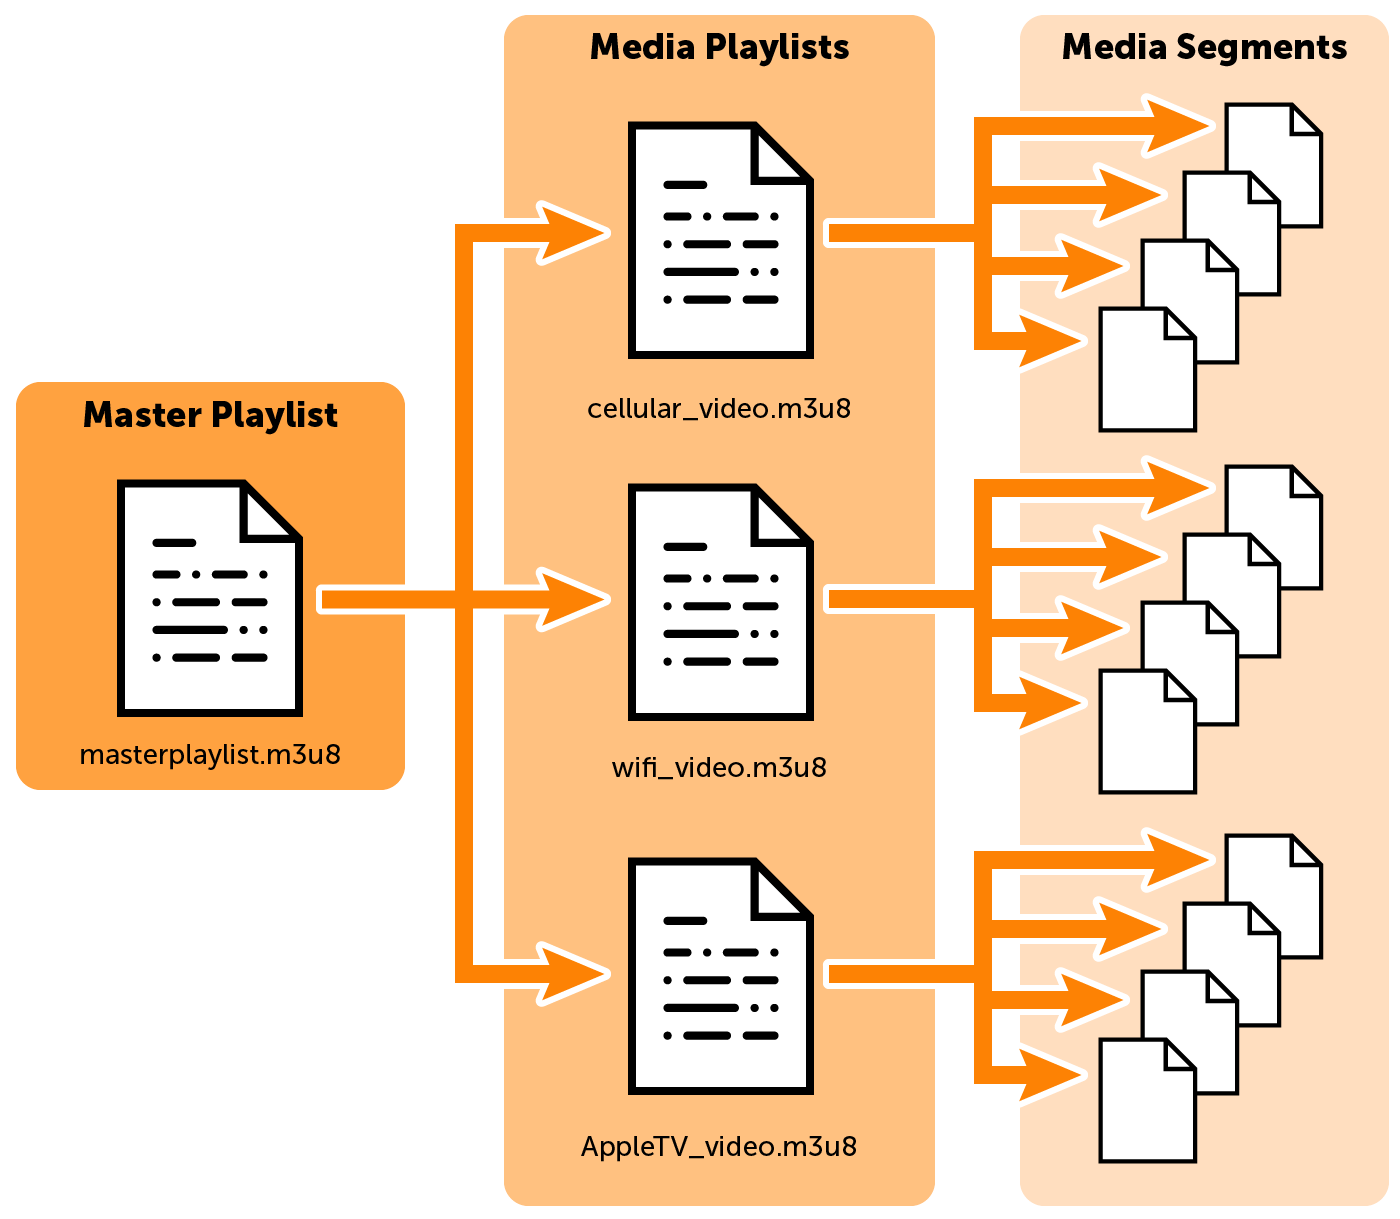 Media Playlists
Media Segments
cellular_video.m3u8
Master Playlist
masterplaylist.m3u8
wifi_video.m3u8
AppleTV_video.m3u8